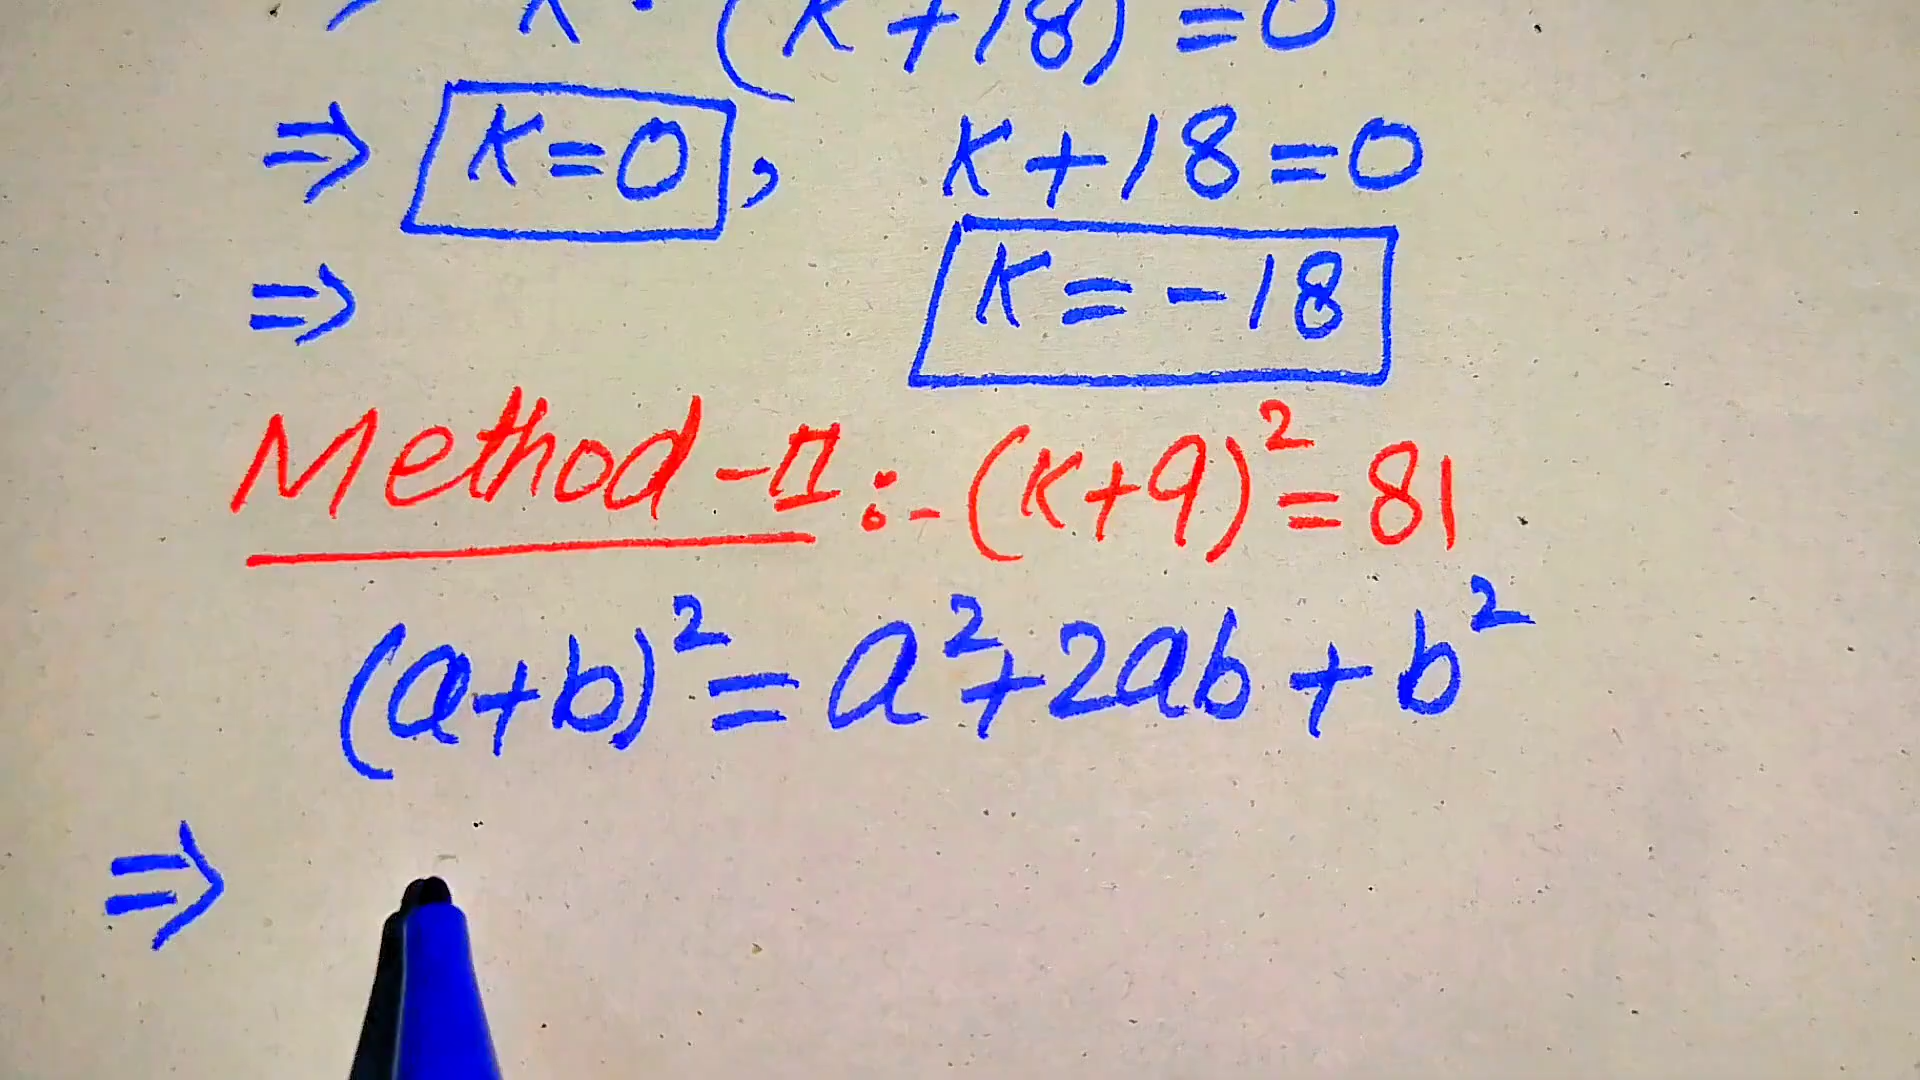 ⇒ K·(K+18)=0
⇒ K=0, K+18=0
⇒ K=-18
Method-II:- (K+9)²=81
(a+b)²=a²+2ab+b²
⇒